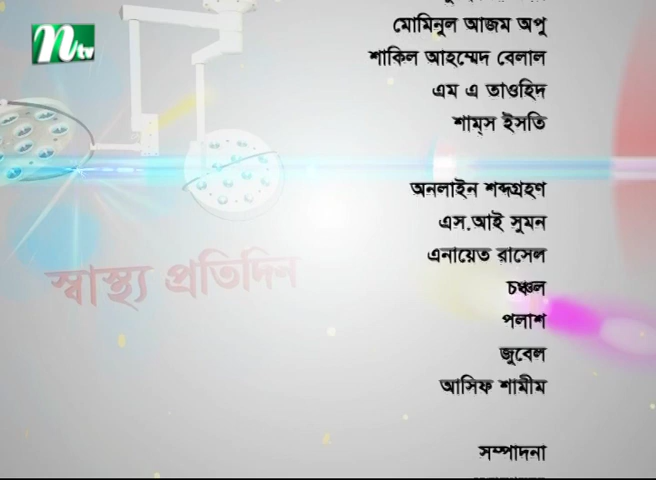 ntv
মোমিনুল আজম অপু
শাকিল আহম্মেদ বেলাল
এম এ তাওহিদ
শাম্‌স ইসতি
অনলাইন শব্দগ্রহণ
এস.আই সুমন
এনায়েত রাসেল
চঞ্চল
পলাশ
জুবেল
আসিফ শামীম
স্বাস্থ্য প্রতিদিন
সম্পাদনা